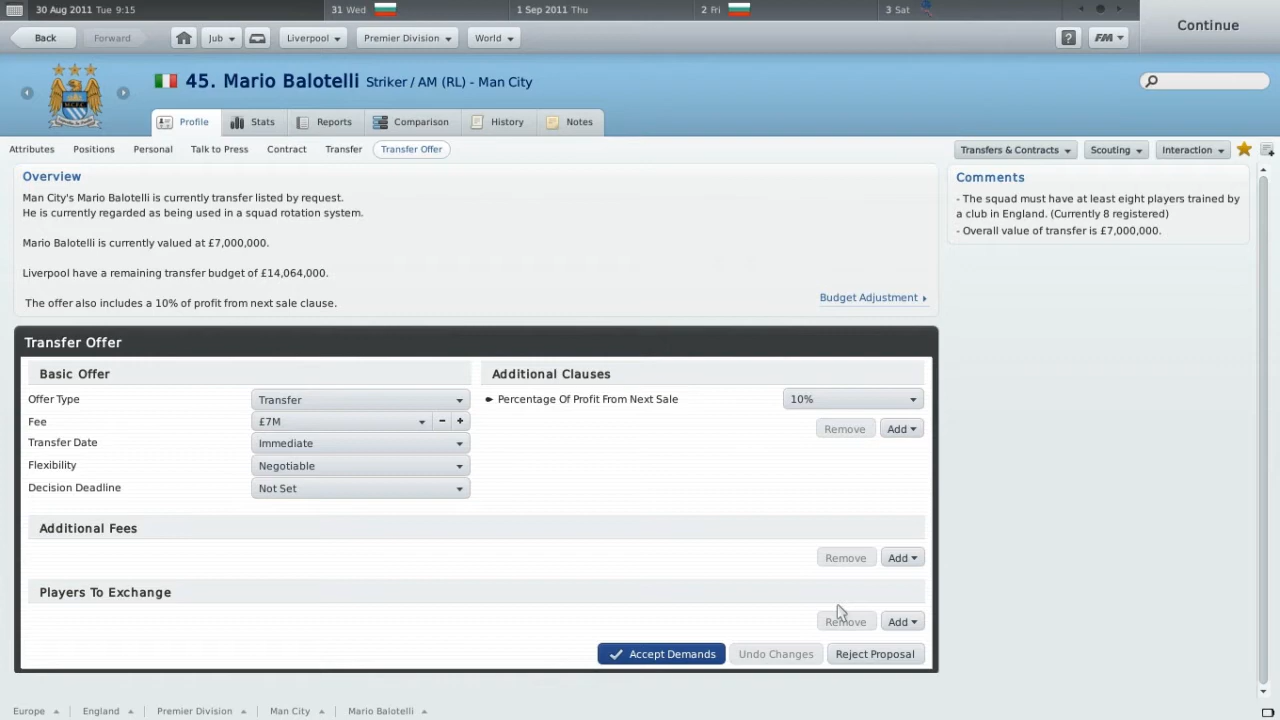 30 Aug 2011 Tue 9:15
31 Wed
1 Sep 2011 Thu
2 Fri
3 Sat
Continue
Back
Forward
Jub
Liverpool
Premier Division
World
?
FM
45. Mario Balotelli Striker / AM (RL) - Man City
Profile
Stats
Reports
Comparison
History
Notes
Attributes
Positions
Personal
Talk to Press
Contract
Transfer
Transfer Offer
Transfers & Contracts
Scouting
Interaction
Overview
Man City's Mario Balotelli is currently transfer listed by request.
He is currently regarded as being used in a squad rotation system.
Mario Balotelli is currently valued at £7,000,000.
Liverpool have a remaining transfer budget of £14,064,000.
The offer also includes a 10% of profit from next sale clause.
Budget Adjustment
Comments
- The squad must have at least eight players trained by
a club in England. (Currently 8 registered)
- Overall value of transfer is £7,000,000.
Transfer Offer
Basic Offer
Offer Type
Transfer
Fee
£7M
- +
Transfer Date
Immediate
Flexibility
Negotiable
Decision Deadline
Not Set
Additional Clauses
Percentage Of Profit From Next Sale
10%
Remove
Add
Additional Fees
Remove
Add
Players To Exchange
Remove
Add
Accept Demands
Undo Changes
Reject Proposal
Europe
England
Premier Division
Man City
Mario Balotelli